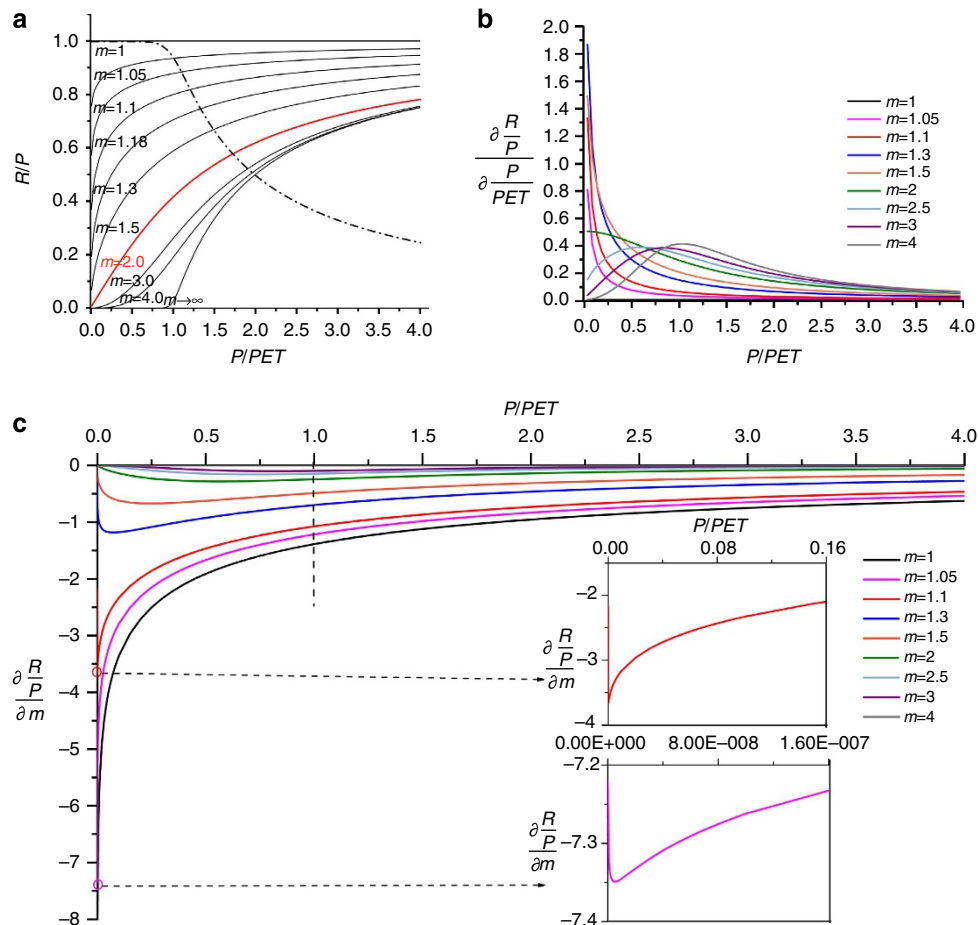 a
1.0
0.8
0.6
0.4
0.2
0.0
R/P
m=1
m=1.05
m=1.1
m=1.18
m=1.3
m=1.5
m=2.0
m=3.0
m=4.0
m→∞
0.0 0.5 1.0 1.5 2.0 2.5 3.0 3.5 4.0
P/PET
b
2.0
1.8
1.6
1.4
1.2
1.0
0.8
0.6
0.4
0.2
0.0
∂ R/P
∂ P/PET
m=1
m=1.05
m=1.1
m=1.3
m=1.5
m=2
m=2.5
m=3
m=4
0.0 0.5 1.0 1.5 2.0 2.5 3.0 3.5 4.0
P/PET
c
P/PET
0.0 0.5 1.0 1.5 2.0 2.5 3.0 3.5 4.0
0
−1
−2
−3
−4
−5
−6
−7
−8
∂ R/P
∂ m
P/PET
0.00 0.08 0.16
−2
−3
−4
∂ R/P
∂ m
0.00E+000 8.00E−008 1.60E−007
−7.2
−7.3
−7.4
∂ R/P
∂ m
m=1
m=1.05
m=1.1
m=1.3
m=1.5
m=2
m=2.5
m=3
m=4